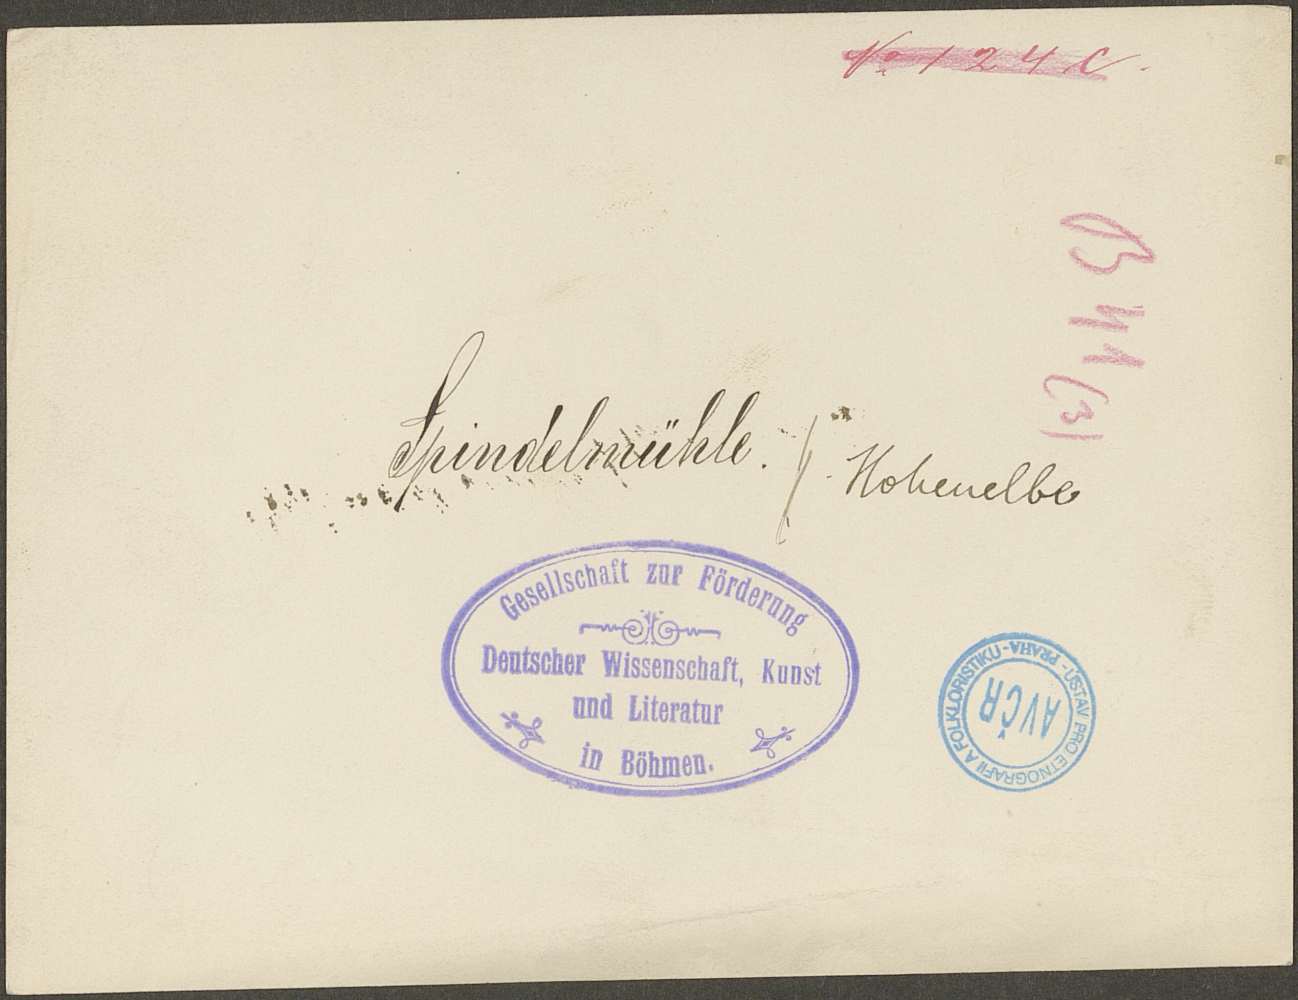 No 124 C.
B 41 (3)
Spindelmühle. / Hohenelbe
Gesellschaft zur Förderung
Deutscher Wissenschaft, Kunst
und Literatur
in Böhmen.
ÚSTAV PRO ETNOGRAFII A FOLKLORISTIKU - PRAHA -
AVČR